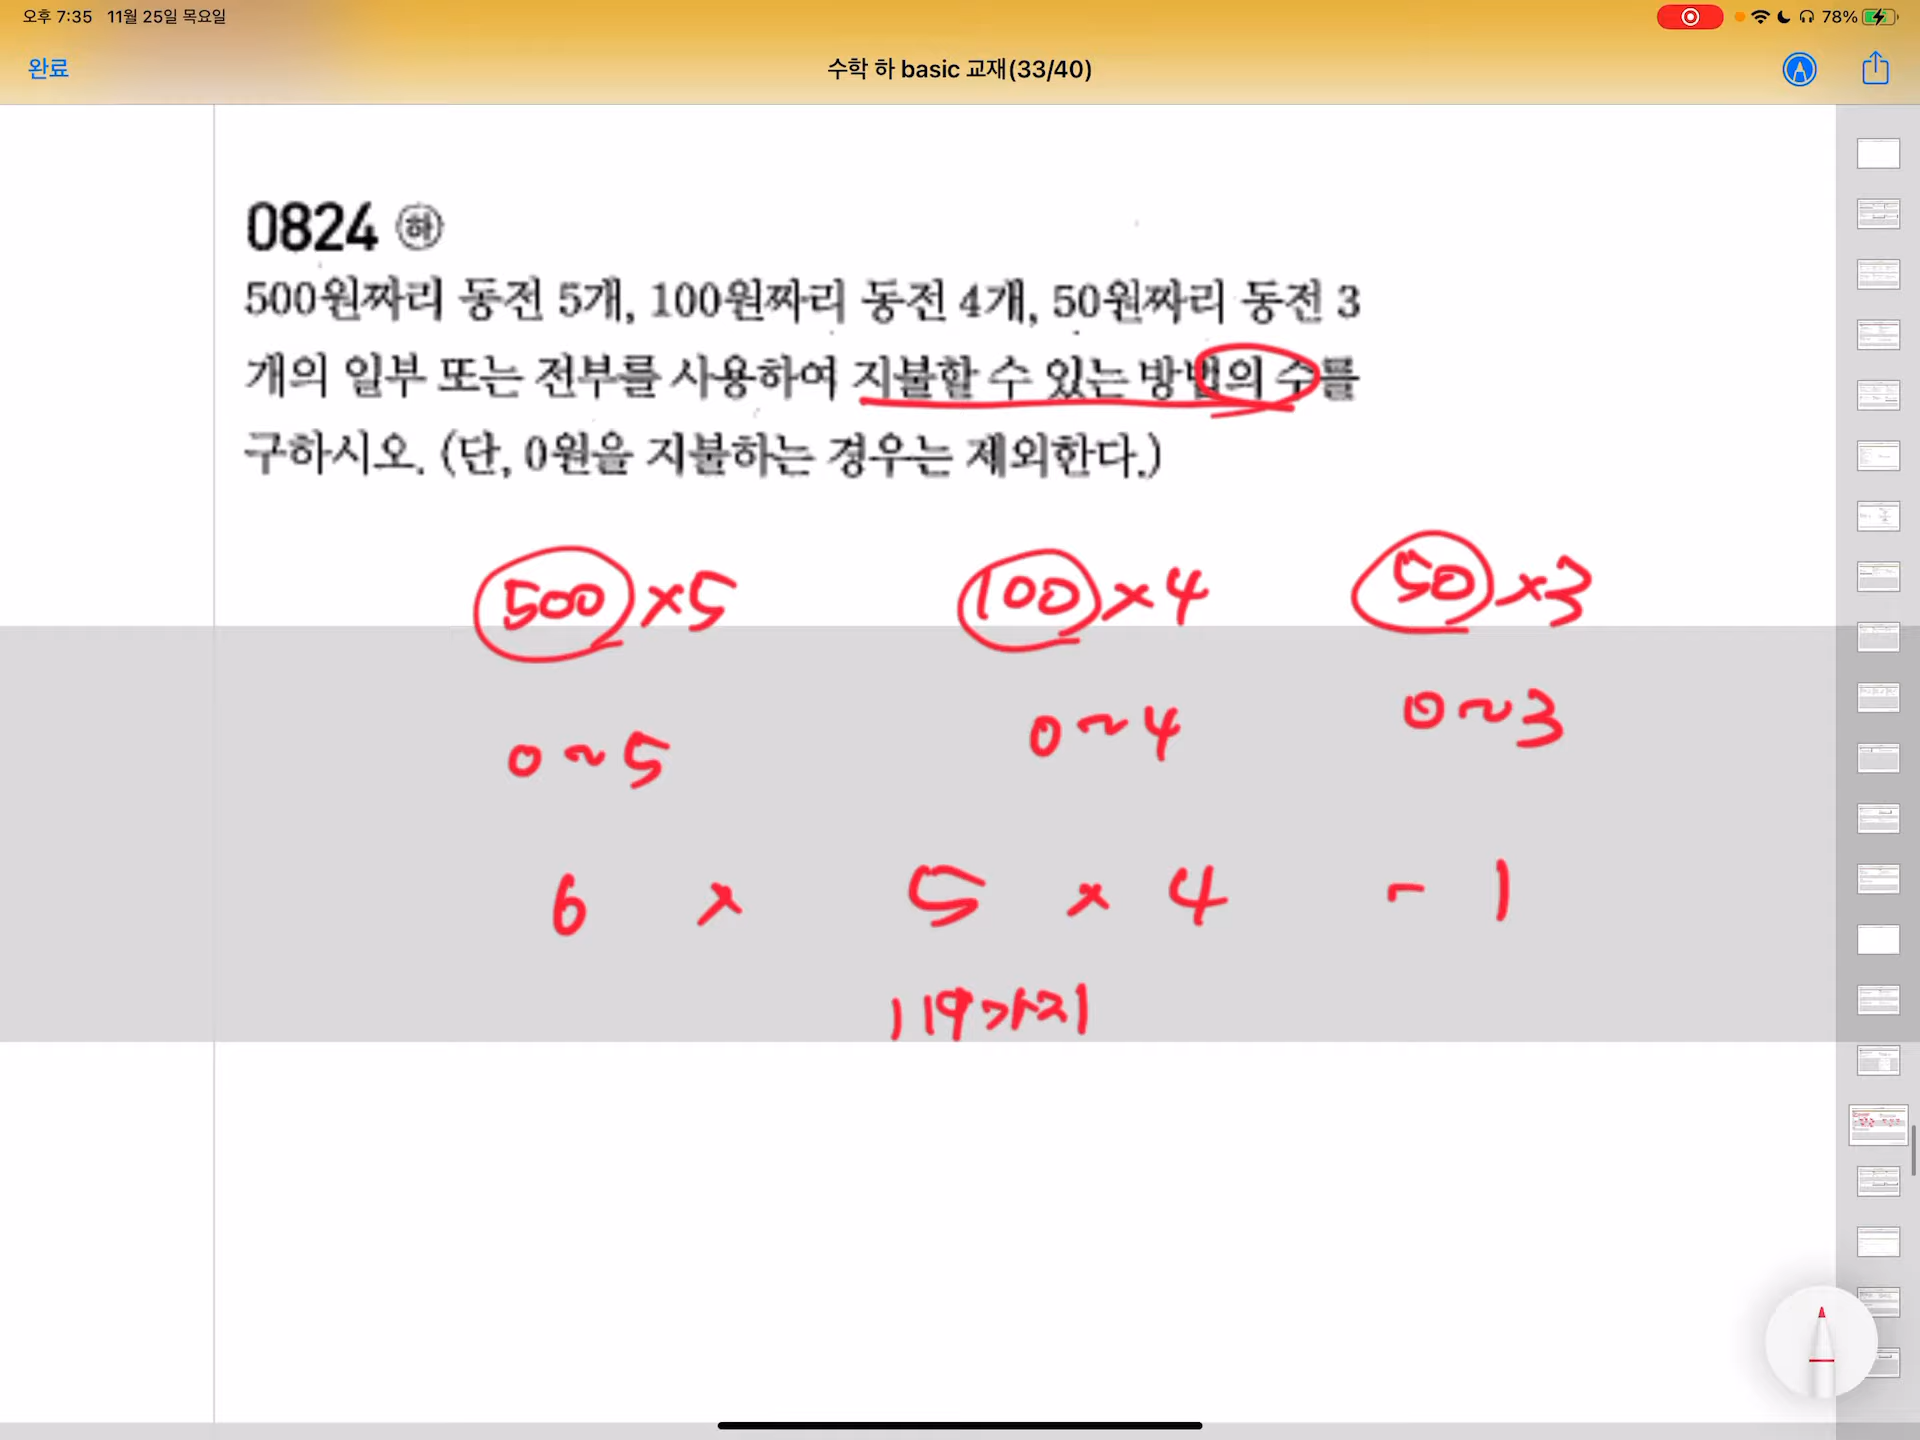 오후 7:35 11월 25일 목요일
78%
완료
수학 하 basic 교재(33/40)
0824 하
500원짜리 동전 5개, 100원짜리 동전 4개, 50원짜리 동전 3
개의 일부 또는 전부를 사용하여 지불할 수 있는 방법의 수를
구하시오. (단, 0원을 지불하는 경우는 제외한다.)
500 ×5 100 ×4 50 ×3
0 ~ 5 0 ~ 4 0 ~ 3
6 × 5 × 4 - 1
119가지